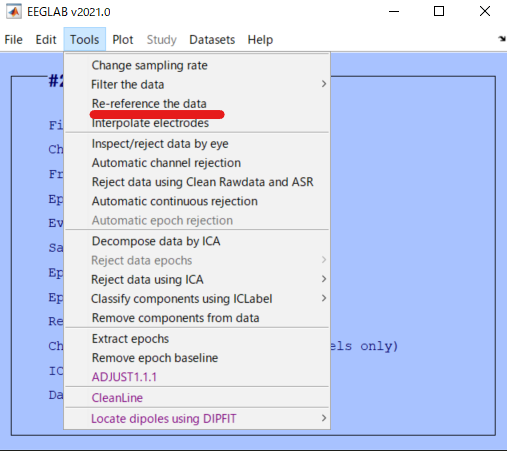 EEGLAB v2021.0
File Edit Tools Plot Study Datasets Help
#2
Change sampling rate
Filter the data
Re-reference the data
Interpolate electrodes
Inspect/reject data by eye
Automatic channel rejection
Reject data using Clean Rawdata and ASR
Automatic continuous rejection
Automatic epoch rejection
Decompose data by ICA
Reject data epochs
Reject data using ICA
Classify components using ICLabel
Remove components from data
Extract epochs
Remove epoch baseline
ADJUST1.1.1
CleanLine
Locate dipoles using DIPFIT
Fi
Ch
Fr
Ep
Ev
Sa
Ep
Ep
Re
Ch els only)
IC
Da